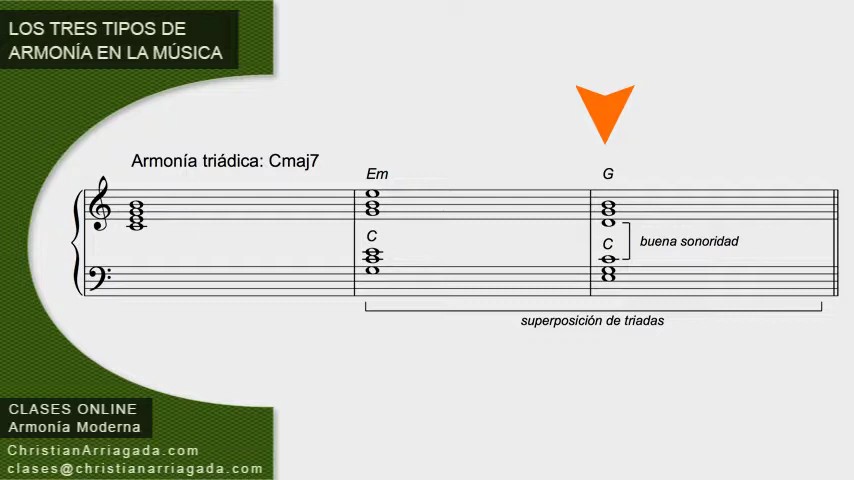 LOS TRES TIPOS DE
ARMONÍA EN LA MÚSICA
Armonía triádica: Cmaj7
Em
G
C
C
buena sonoridad
superposición de triadas
CLASES ONLINE
Armonía Moderna
ChristianArriagada.com
clases@christianarriagada.com